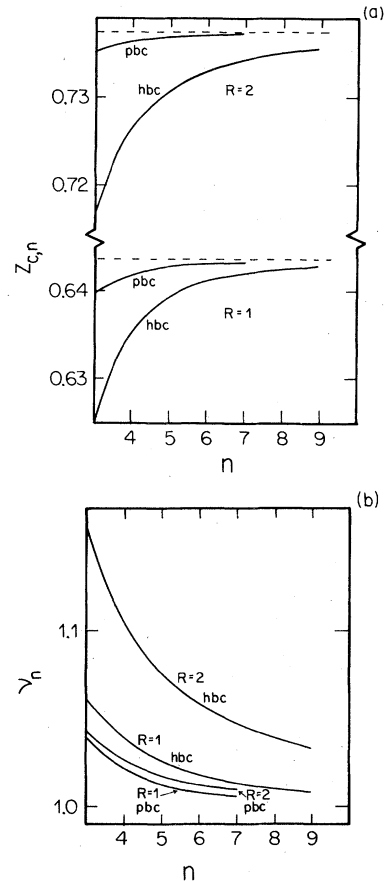 (a)
pbc
0.73
hbc
R=2
0.72
Z_c,n
0.64
pbc
hbc
R=1
0.63
4 5 6 7 8 9
n
(b)
1.1
R=2
hbc
ν_n
R=1
hbc
R=1
pbc
R=2
pbc
1.0
4 5 6 7 8 9
n